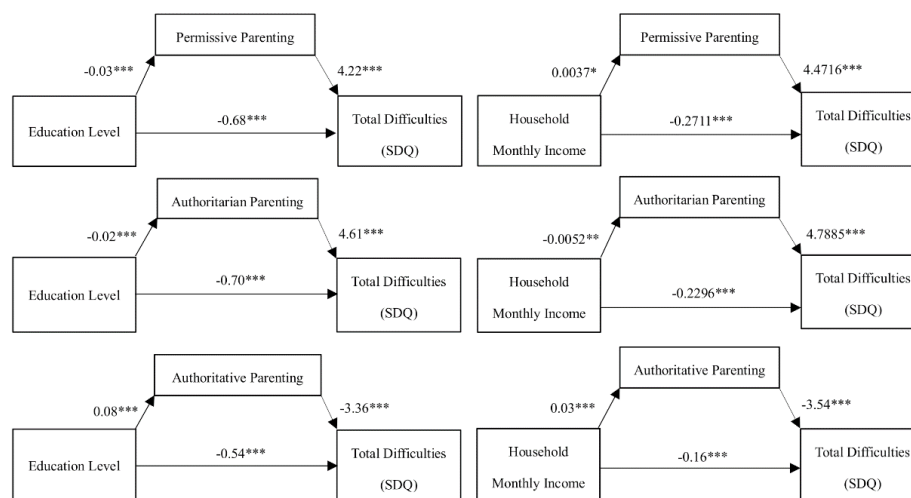 Permissive Parenting
-0.03***
4.22***
Education Level
-0.68***
Total Difficulties
(SDQ)
Permissive Parenting
0.0037*
4.4716***
Household
Monthly Income
-0.2711***
Total Difficulties
(SDQ)
Authoritarian Parenting
-0.02***
4.61***
Education Level
-0.70***
Total Difficulties
(SDQ)
Authoritarian Parenting
-0.0052**
4.7885***
Household
Monthly Income
-0.2296***
Total Difficulties
(SDQ)
Authoritative Parenting
0.08***
-3.36***
Education Level
-0.54***
Total Difficulties
(SDQ)
Authoritative Parenting
0.03***
-3.54***
Household
Monthly Income
-0.16***
Total Difficulties
(SDQ)